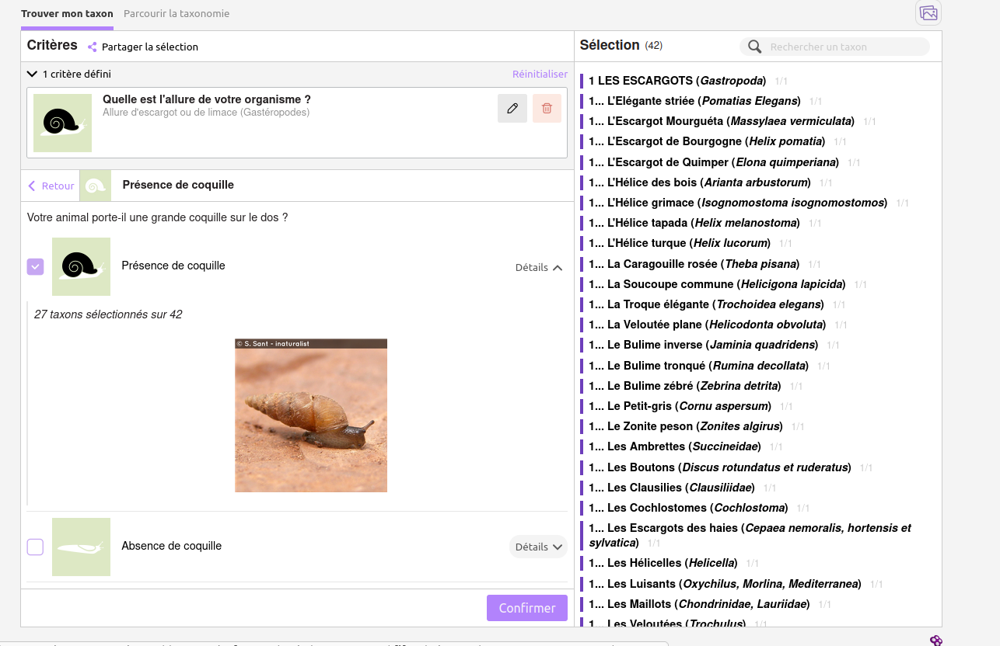 Trouver mon taxon
Parcourir la taxonomie
Critères
Partager la sélection
1 critère défini
Réinitialiser
Quelle est l'allure de votre organisme ?
Allure d'escargot ou de limace (Gastéropodes)
Retour
Présence de coquille
Votre animal porte-il une grande coquille sur le dos ?
Présence de coquille
Détails
27 taxons sélectionnés sur 42
© S. Sant - inaturalist
Absence de coquille
Détails
Confirmer
Sélection (42)
Rechercher un taxon
1 LES ESCARGOTS (Gastropoda) 1/1
1... L'Elégante striée (Pomatias Elegans) 1/1
1... L'Escargot Mourguéta (Massylaea vermiculata) 1/1
1... L'Escargot de Bourgogne (Helix pomatia) 1/1
1... L'Escargot de Quimper (Elona quimperiana) 1/1
1... L'Hélice des bois (Arianta arbustorum) 1/1
1... L'Hélice grimace (Isognomostoma isognomostomos) 1/1
1... L'Hélice tapada (Helix melanostoma) 1/1
1... L'Hélice turque (Helix lucorum) 1/1
1... La Caragouille rosée (Theba pisana) 1/1
1... La Soucoupe commune (Helicigona lapicida) 1/1
1... La Troque élégante (Trochoidea elegans) 1/1
1... La Veloutée plane (Helicodonta obvoluta) 1/1
1... Le Bulime inverse (Jaminia quadridens) 1/1
1... Le Bulime tronqué (Rumina decollata) 1/1
1... Le Bulime zébré (Zebrina detrita) 1/1
1... Le Petit-gris (Cornu aspersum) 1/1
1... Le Zonite peson (Zonites algirus) 1/1
1... Les Ambrettes (Succineidae) 1/1
1... Les Boutons (Discus rotundatus et ruderatus) 1/1
1... Les Clausilies (Clausiliidae) 1/1
1... Les Cochlostomes (Cochlostoma) 1/1
1... Les Escargots des haies (Cepaea nemoralis, hortensis et
sylvatica) 1/1
1... Les Hélicelles (Helicella) 1/1
1... Les Luisants (Oxychilus, Morlina, Mediterranea) 1/1
1... Les Maillots (Chondrinidae, Lauriidae) 1/1
1... Les Veloutées (Trochulus) 1/1